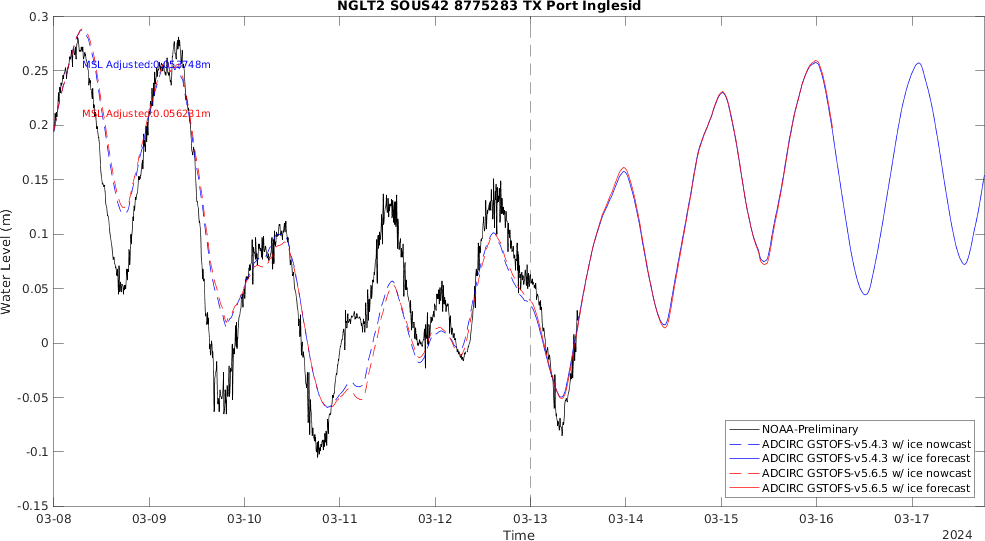 NGLT2 SOUS42 8775283 TX Port Inglesid
0.3
0.25
0.2
0.15
0.1
0.05
0
-0.05
-0.1
-0.15
Water Level (m)
MSL Adjusted:0.053748m
MSL Adjusted:0.056231m
NOAA-Preliminary
ADCIRC GSTOFS-v5.4.3 w/ ice nowcast
ADCIRC GSTOFS-v5.4.3 w/ ice forecast
ADCIRC GSTOFS-v5.6.5 w/ ice nowcast
ADCIRC GSTOFS-v5.6.5 w/ ice forecast
03-08 03-09 03-10 03-11 03-12 03-13 03-14 03-15 03-16 03-17
Time
2024